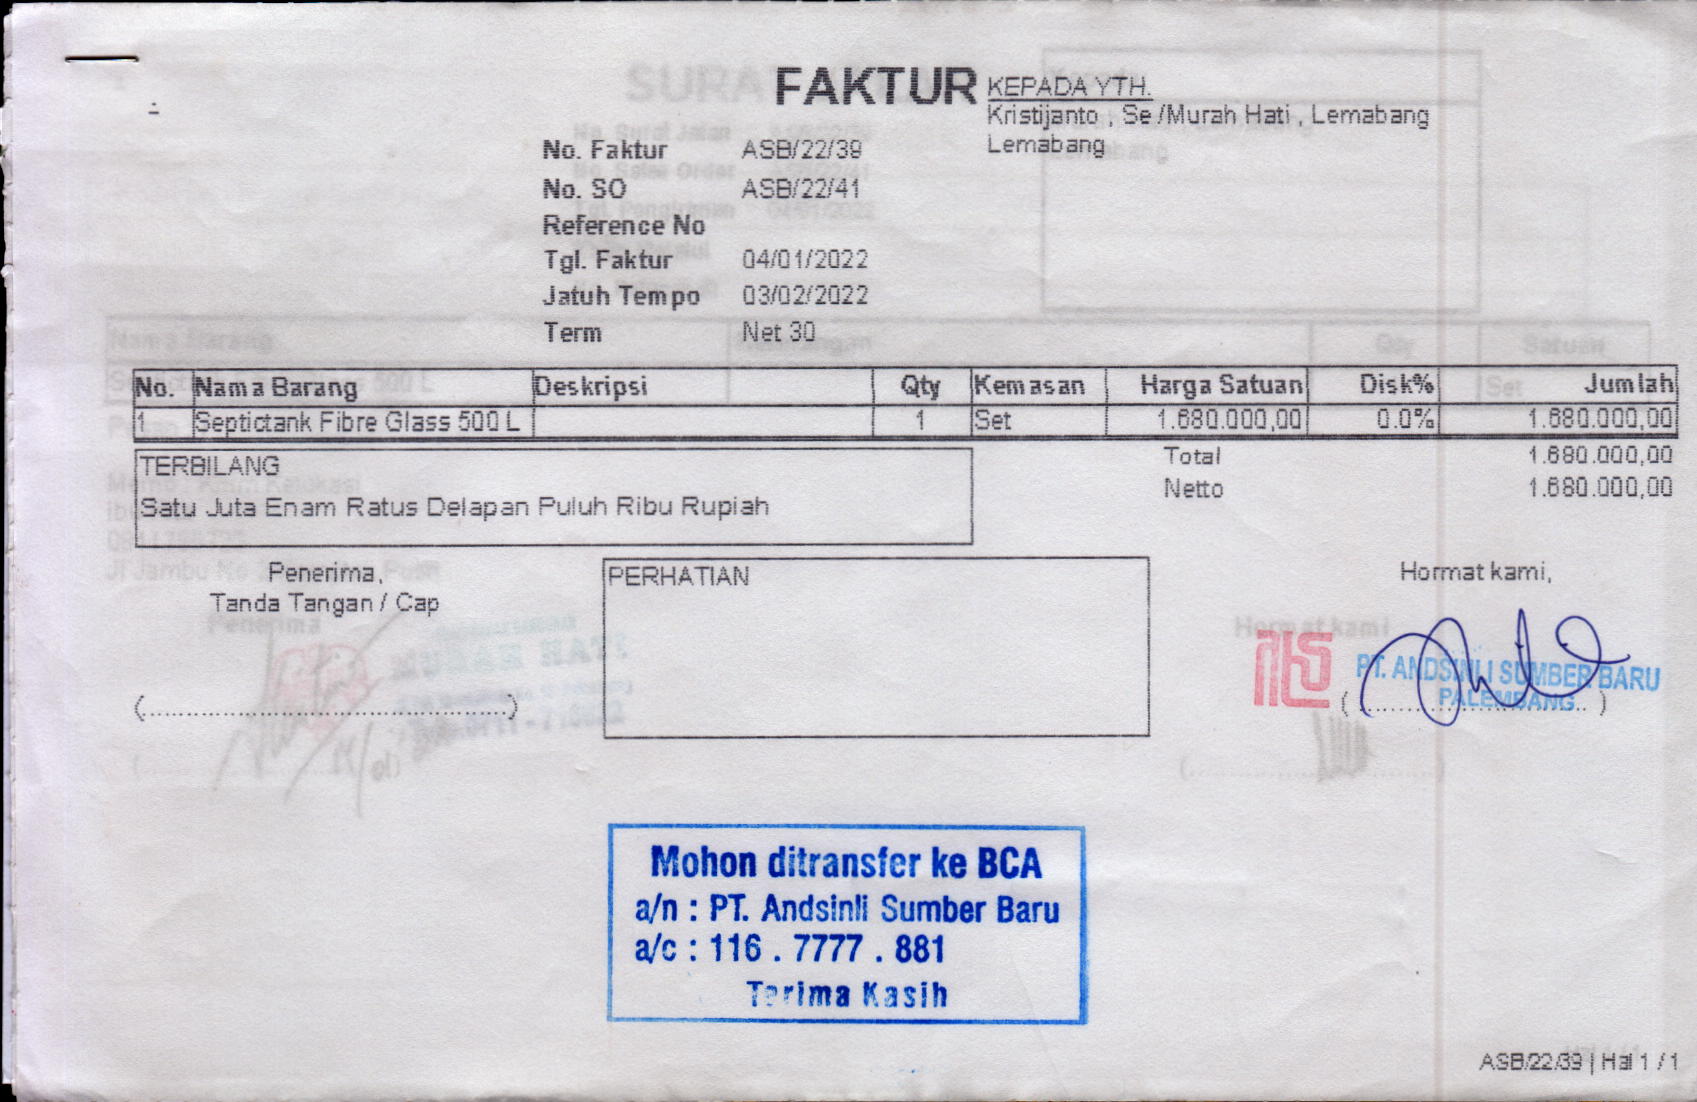 FAKTUR
KEPADA YTH.
Kristijanto , Se /Murah Hati , Lemabang
Lemabang
No. Faktur ASB/22/39
No. SO ASB/22/41
Reference No
Tgl. Faktur 04/01/2022
Jatuh Tempo 03/02/2022
Term Net 30
No. Nama Barang Deskripsi Qty Kemasan Harga Satuan Disk% Jumlah
1 Septictank Fibre Glass 500 L 1 Set 1.680.000,00 0.0% 1.680.000,00
Total 1.680.000,00
Netto 1.680.000,00
TERBILANG
Satu Juta Enam Ratus Delapan Puluh Ribu Rupiah
Penerima,
Tanda Tangan / Cap
PERHATIAN
Hormat kami,
PT. ANDSINLI SUMBER BARU
PALEMBANG
Mohon ditransfer ke BCA
a/n : PT. Andsinli Sumber Baru
a/c : 116 . 7777 . 881
Terima Kasih
ASB/22/39 | Hal 1 / 1